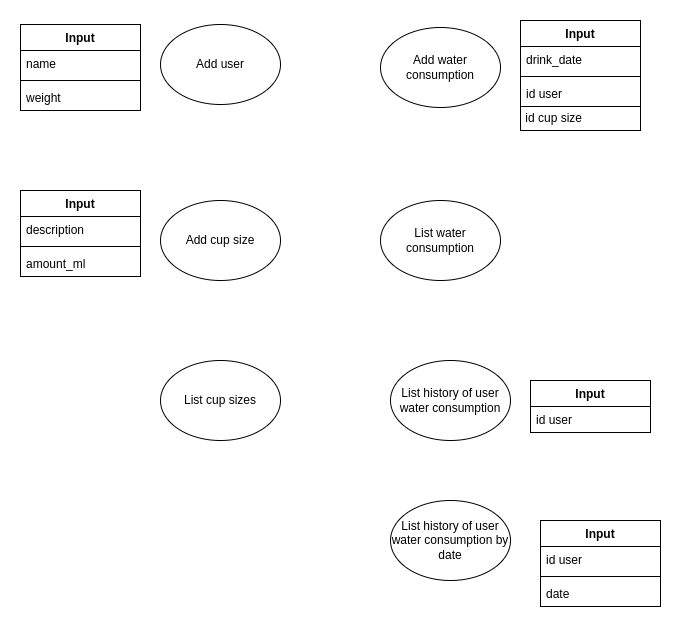 Input
name
weight
Add user
Add water
consumption
Input
drink_date
id user
id cup size
Input
description
amount_ml
Add cup size
List water
consumption
List cup sizes
List history of user
water consumption
Input
id user
List history of user
water consumption by
date
Input
id user
date